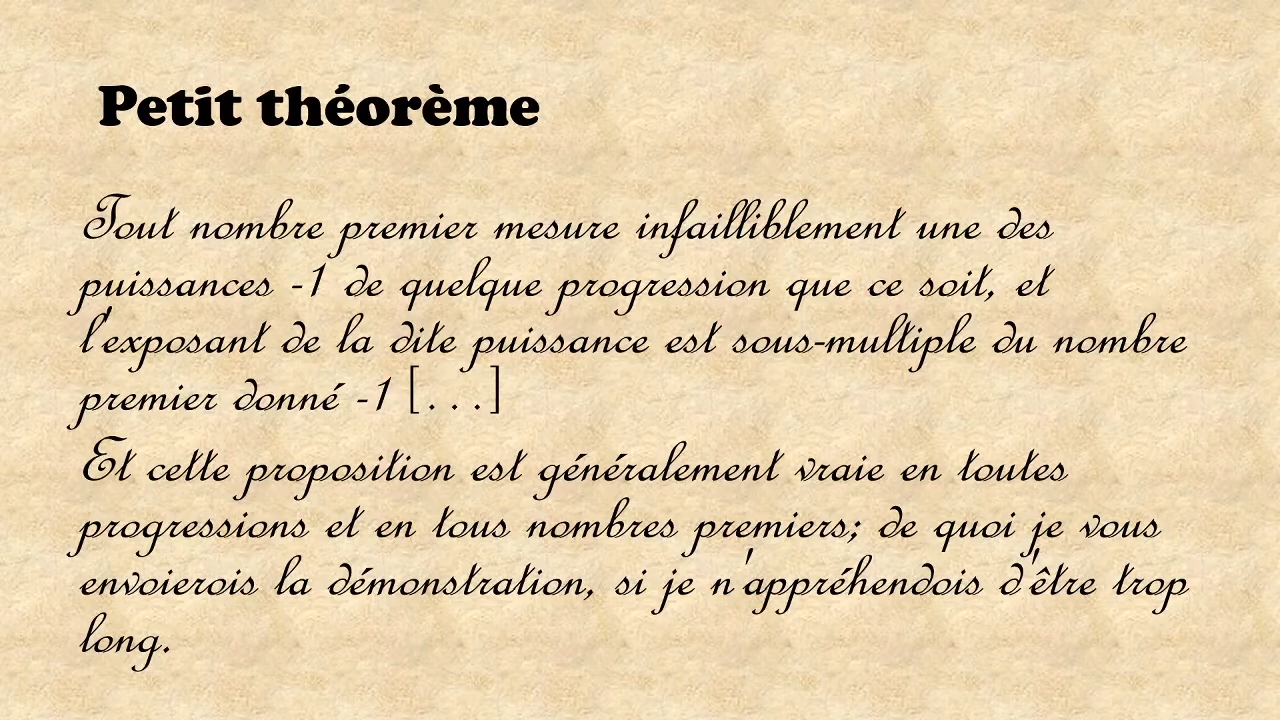 Petit théorème
Tout nombre premier mesure infailliblement une des
puissances -1 de quelque progression que ce soit, et
l'exposant de la dite puissance est sous-multiple du nombre
premier donné -1 [...]
Et cette proposition est généralement vraie en toutes
progressions et en tous nombres premiers; de quoi je vous
envoierois la démonstration, si je n'appréhendois d'être trop
long.